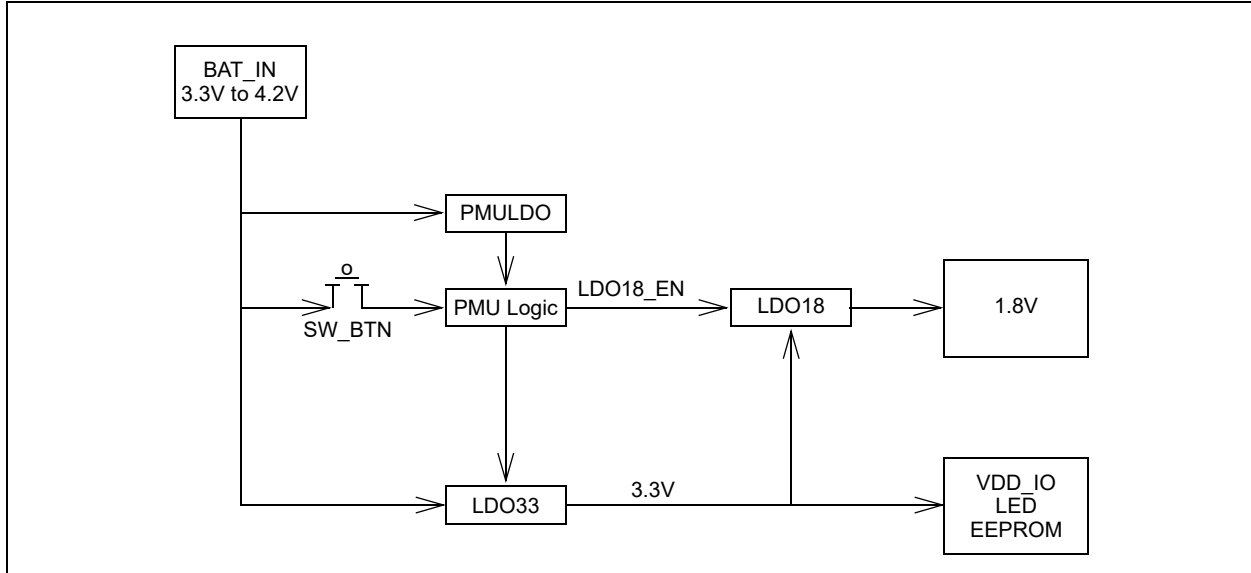 BAT_IN
3.3V to 4.2V
PMULDO
SW_BTN
PMU Logic
LDO18_EN
LDO18
1.8V
LDO33
3.3V
VDD_IO
LED
EEPROM